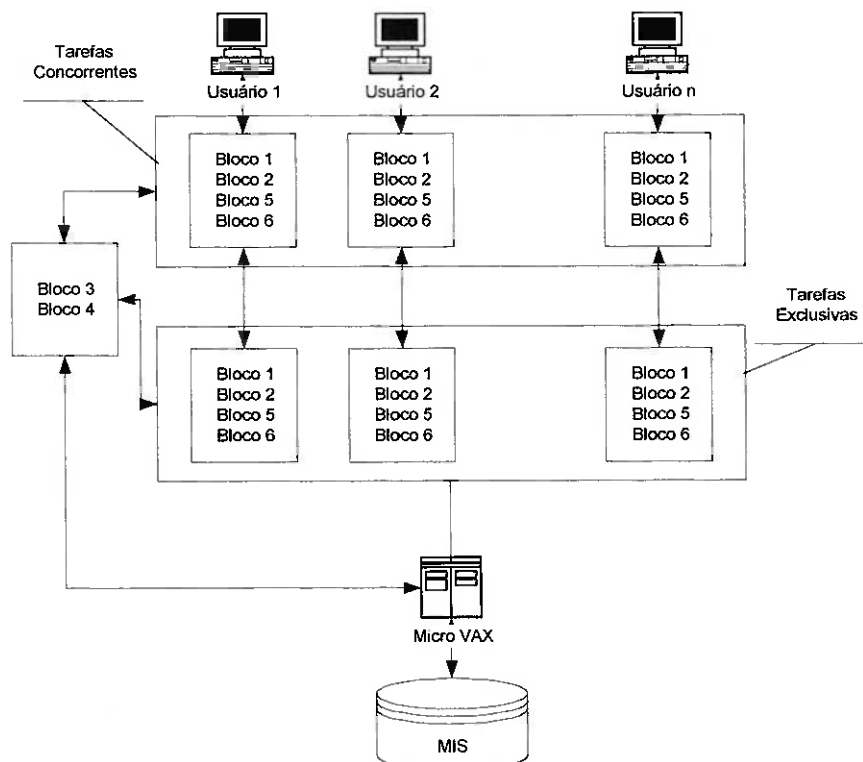 Tarefas
Concorrentes
Usuário 1
Usuário 2
Usuário n
Bloco 1
Bloco 2
Bloco 5
Bloco 6
Bloco 1
Bloco 2
Bloco 5
Bloco 6
Bloco 1
Bloco 2
Bloco 5
Bloco 6
Bloco 3
Bloco 4
Tarefas
Exclusivas
Bloco 1
Bloco 2
Bloco 5
Bloco 6
Bloco 1
Bloco 2
Bloco 5
Bloco 6
Bloco 1
Bloco 2
Bloco 5
Bloco 6
Micro VAX
MIS